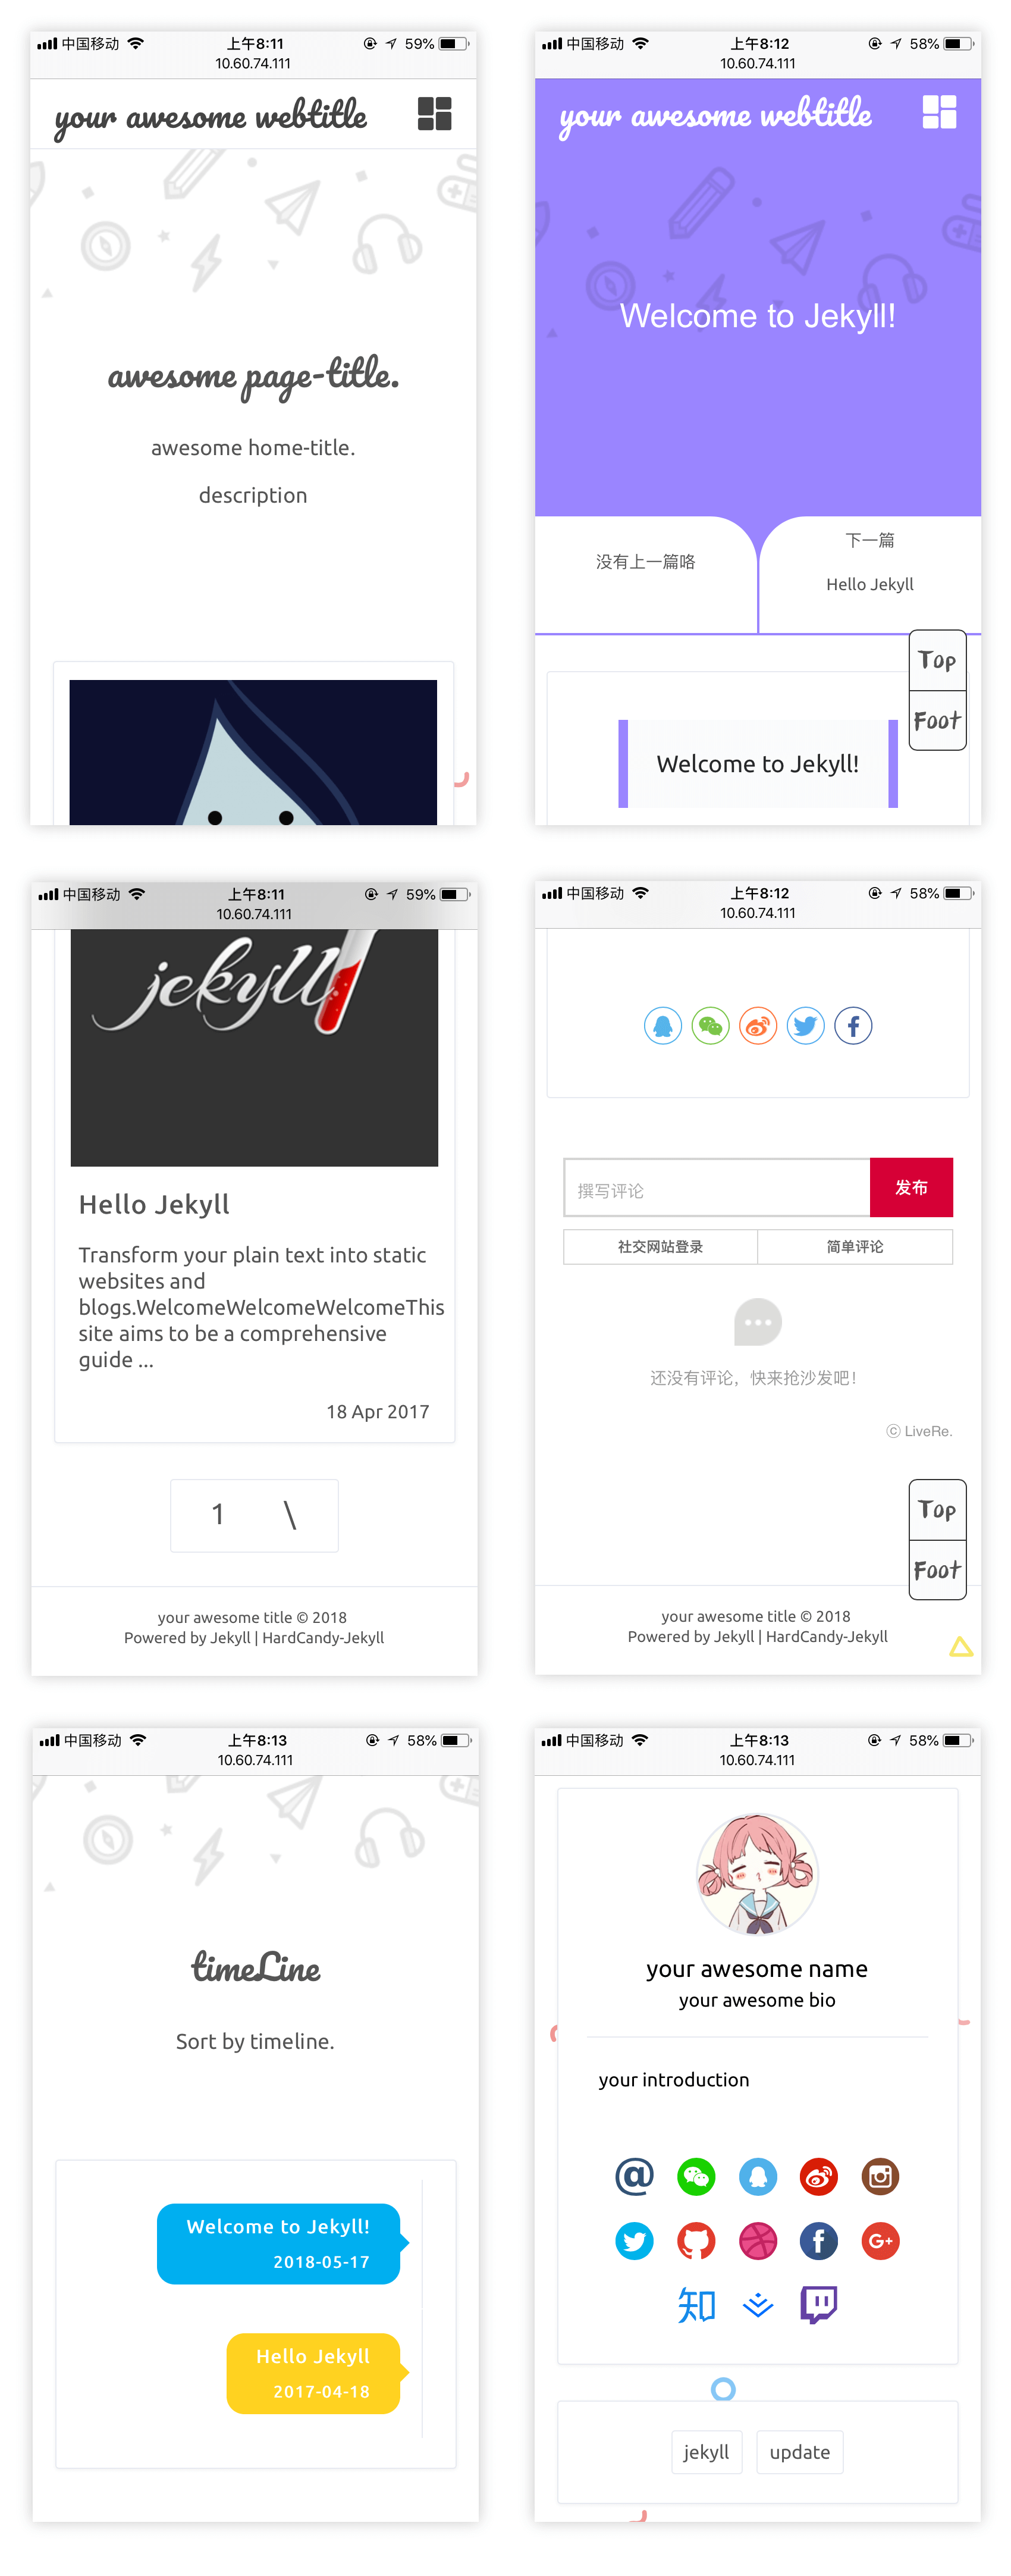 中国移动 上午8:11 59%
10.60.74.111
your awesome webtitle
awesome page-title.
awesome home-title.
description
中国移动 上午8:12 58%
10.60.74.111
your awesome webtitle
Welcome to Jekyll!
没有上一篇咯
下一篇
Hello Jekyll
Top
Foot
Welcome to Jekyll!
中国移动 上午8:11 59%
10.60.74.111
jekyll
Hello Jekyll
Transform your plain text into static
websites and
blogs.WelcomeWelcomeWelcomeThis
site aims to be a comprehensive
guide ...
18 Apr 2017
1 \
your awesome title © 2018
Powered by Jekyll | HardCandy-Jekyll
中国移动 上午8:12 58%
10.60.74.111
撰写评论 发布
社交网站登录 简单评论
还没有评论，快来抢沙发吧！
ⓒ LiveRe.
Top
Foot
your awesome title © 2018
Powered by Jekyll | HardCandy-Jekyll
中国移动 上午8:13 58%
10.60.74.111
timeLine
Sort by timeline.
Welcome to Jekyll!
2018-05-17
Hello Jekyll
2017-04-18
中国移动 上午8:13 58%
10.60.74.111
your awesome name
your awesome bio
your introduction
@
G+
知
jekyll update